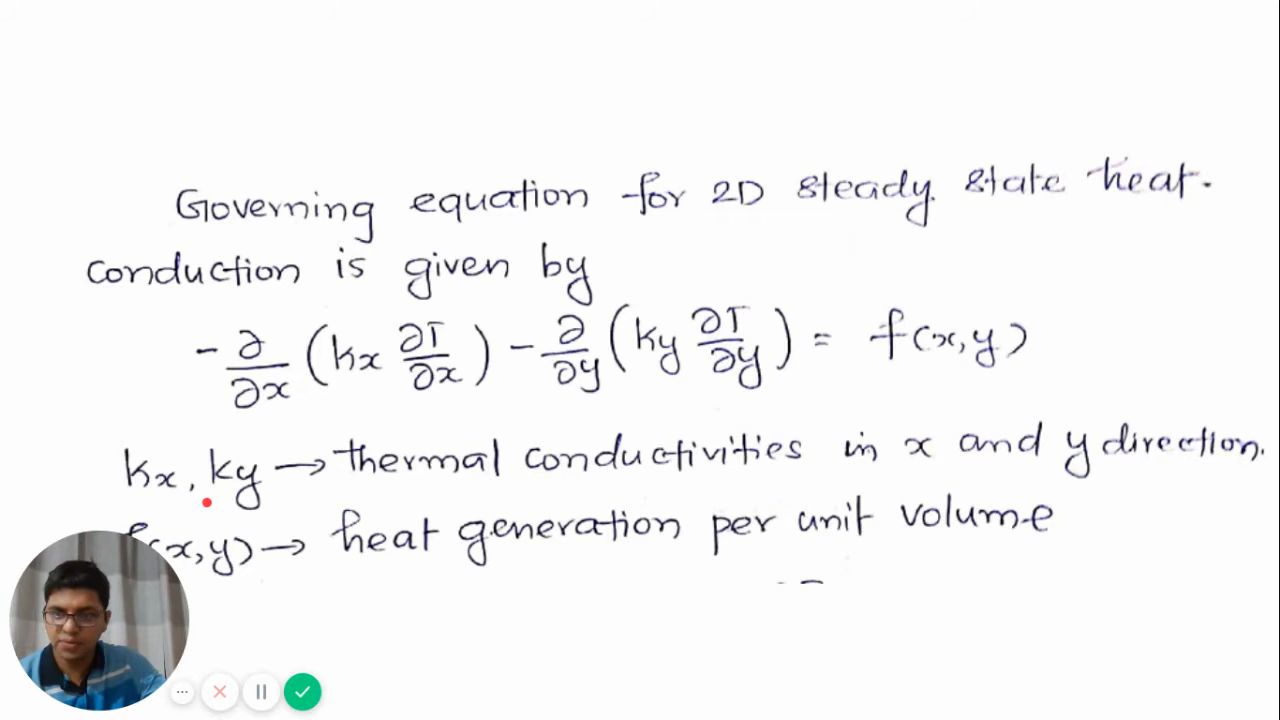 Governing equation for 2D steady state heat.
conduction is given by
- ∂/∂x (kx ∂T/∂x) - ∂/∂y (ky ∂T/∂y) = f(x,y)
kx, ky → thermal conductivities in x and y direction.
f(x,y) → heat generation per unit volume